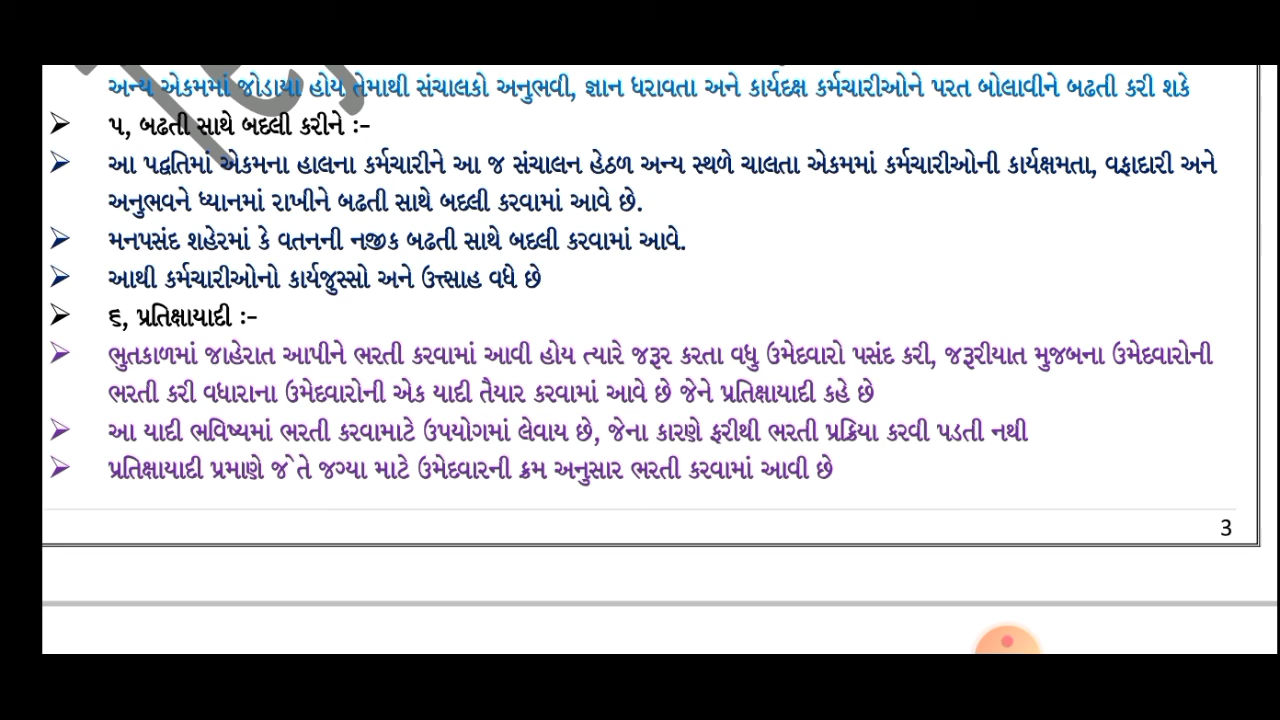 અન્ય એકમમાં જોડાયા હોય તેમાથી સંચાલકો અનુભવી, જ્ઞાન ધરાવતા અને કાર્યદક્ષ કર્મચારીઓને પરત બોલાવીને બઢતી કરી શકે
➢ ૫, બઢતી સાથે બદલી કરીને :-
➢ આ પદ્વતિમાં એકમના હાલના કર્મચારીને આ જ સંચાલન હેઠળ અન્ય સ્થળે ચાલતા એકમમાં કર્મચારીઓની કાર્યક્ષમતા, વફાદારી અને
અનુભવને ધ્યાનમાં રાખીને બઢતી સાથે બદલી કરવામાં આવે છે.
➢ મનપસંદ શહેરમાં કે વતનની નજીક બઢતી સાથે બદલી કરવામાં આવે.
➢ આથી કર્મચારીઓનો કાર્યજુસ્સો અને ઉત્ત્સાહ વધે છે
➢ ૬, પ્રતિક્ષાયાદી :-
➢ ભુતકાળમાં જાહેરાત આપીને ભરતી કરવામાં આવી હોય ત્યારે જરૂર કરતા વધુ ઉમેદવારો પસંદ કરી, જરૂરીયાત મુજબના ઉમેદવારોની
ભરતી કરી વધારાના ઉમેદવારોની એક યાદી તૈયાર કરવામાં આવે છે જેને પ્રતિક્ષાયાદી કહે છે
➢ આ યાદી ભવિષ્યમાં ભરતી કરવામાટે ઉપયોગમાં લેવાય છે, જેના કારણે ફરીથી ભરતી પ્રક્રિયા કરવી પડતી નથી
➢ પ્રતિક્ષાયાદી પ્રમાણે જે તે જગ્યા માટે ઉમેદવારની ક્રમ અનુસાર ભરતી કરવામાં આવી છે
3